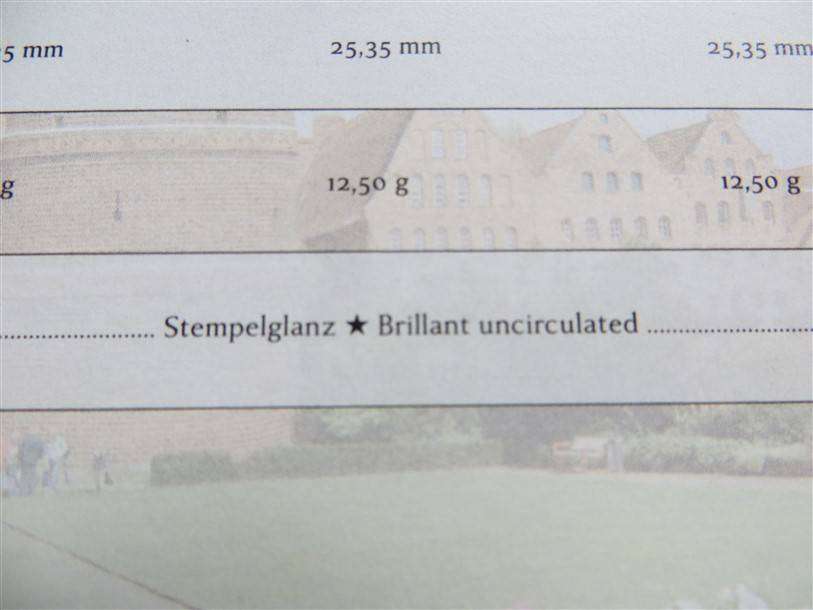 5 mm 25,35 mm 25,35 mm
g 12,50 g 12,50 g
Stempelglanz ★ Brillant uncirculated